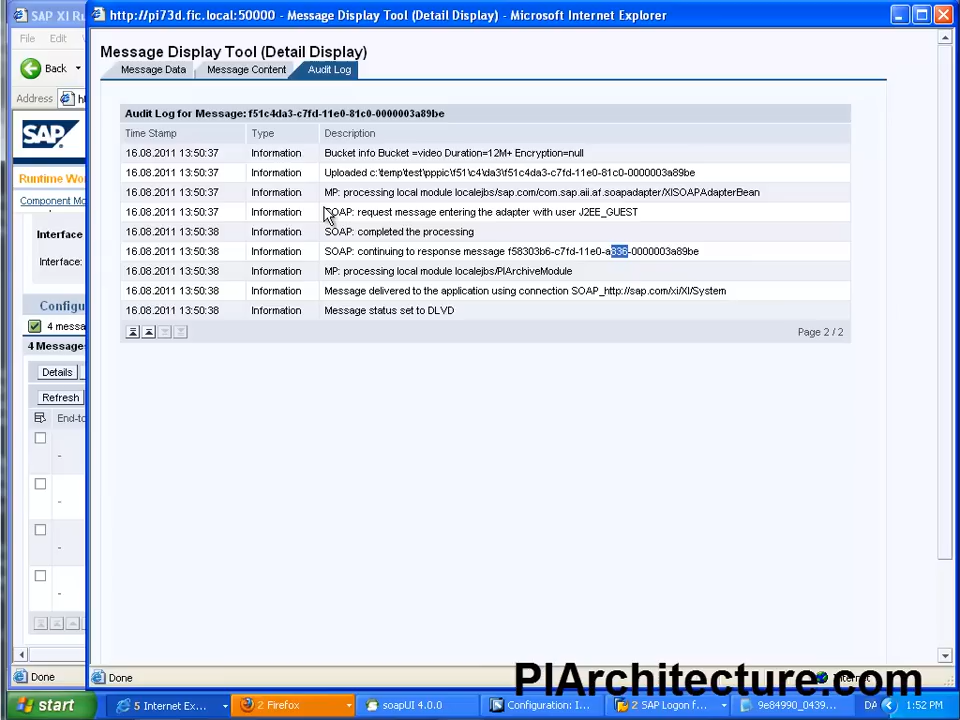 SAP XI Ru
http://pi73d.fic.local:50000 - Message Display Tool (Detail Display) - Microsoft Internet Explorer
File Edit
Back
Address
SAP
Runtime Wo
Component Mo
Interface
Interface:
Configu
4 messa
4 Messages
Details
Refresh
End-to
-
-
-
-
Done
Message Display Tool (Detail Display)
Message Data Message Content Audit Log
Audit Log for Message: f51c4da3-c7fd-11e0-81c0-0000003a89be
Time Stamp Type Description
16.08.2011 13:50:37 Information Bucket info Bucket =video Duration=12M+ Encryption=null
16.08.2011 13:50:37 Information Uploaded c:\temp\test\pppic\f51\c4\da3\f51c4da3-c7fd-11e0-81c0-0000003a89be
16.08.2011 13:50:37 Information MP: processing local module localejbs/sap.com/com.sap.aii.af.soapadapter/XISOAPAdapterBean
16.08.2011 13:50:37 Information SOAP: request message entering the adapter with user J2EE_GUEST
16.08.2011 13:50:38 Information SOAP: completed the processing
16.08.2011 13:50:38 Information SOAP: continuing to response message f58303b6-c7fd-11e0-a836-0000003a89be
16.08.2011 13:50:38 Information MP: processing local module localejbs/PIArchiveModule
16.08.2011 13:50:38 Information Message delivered to the application using connection SOAP_http://sap.com/xi/XI/System
16.08.2011 13:50:38 Information Message status set to DLVD
Page 2 / 2
Done
PIArchitecture.com
start 5 Internet Ex... 2 Firefox soapUI 4.0.0 Configuration: I... 2 SAP Logon f... 9e84990_0439... DA 1:52 PM